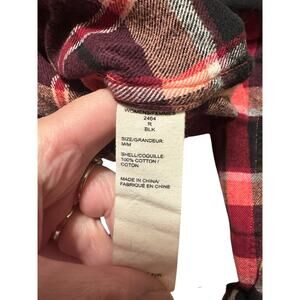 2464
R
BLK
SIZE/GRANDEUR:
M/M
SHELL/COQUILLE:
100% COTTON /
COTON
MADE IN CHINA/
FABRIQUÉ EN CHINE